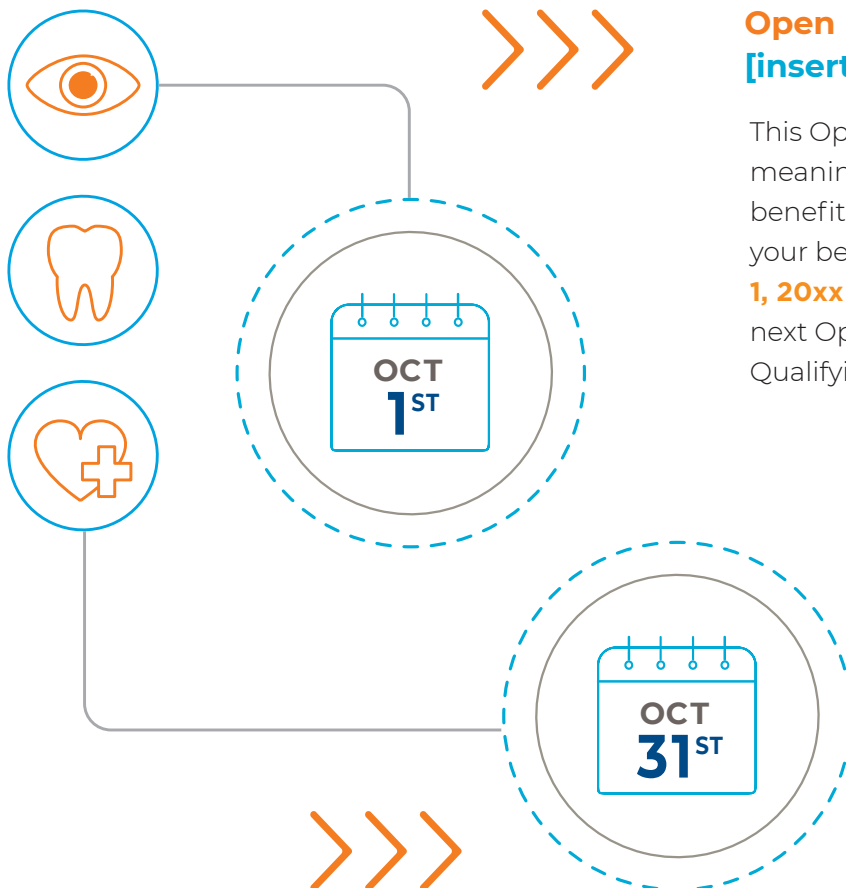 Open
[insert
This Op
meanin
benefit
your be
1, 20xx
next Op
Qualifyi
OCT
1ST
OCT
31ST